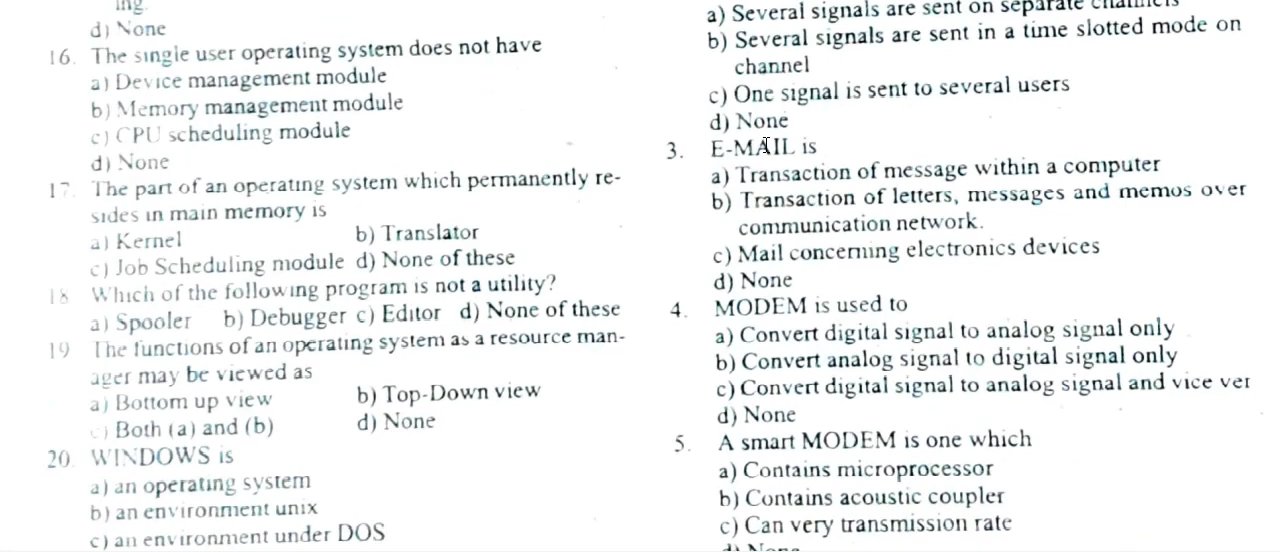 ing.
d) None
16. The single user operating system does not have
a) Device management module
b) Memory management module
c) CPU scheduling module
d) None
17. The part of an operating system which permanently re-
sides in main memory is
a) Kernel b) Translator
c) Job Scheduling module d) None of these
18 Which of the following program is not a utility?
a) Spooler b) Debugger c) Editor d) None of these
19 The functions of an operating system as a resource man-
ager may be viewed as
a) Bottom up view b) Top-Down view
c) Both (a) and (b) d) None
20. WINDOWS is
a) an operating system
b) an environment unix
c) an environment under DOS
a) Several signals are sent on separate channels
b) Several signals are sent in a time slotted mode on
channel
c) One signal is sent to several users
d) None
3. E-MAIL is
a) Transaction of message within a computer
b) Transaction of letters, messages and memos over
communication network.
c) Mail concerning electronics devices
d) None
4. MODEM is used to
a) Convert digital signal to analog signal only
b) Convert analog signal to digital signal only
c) Convert digital signal to analog signal and vice ver
d) None
5. A smart MODEM is one which
a) Contains microprocessor
b) Contains acoustic coupler
c) Can very transmission rate
d) None